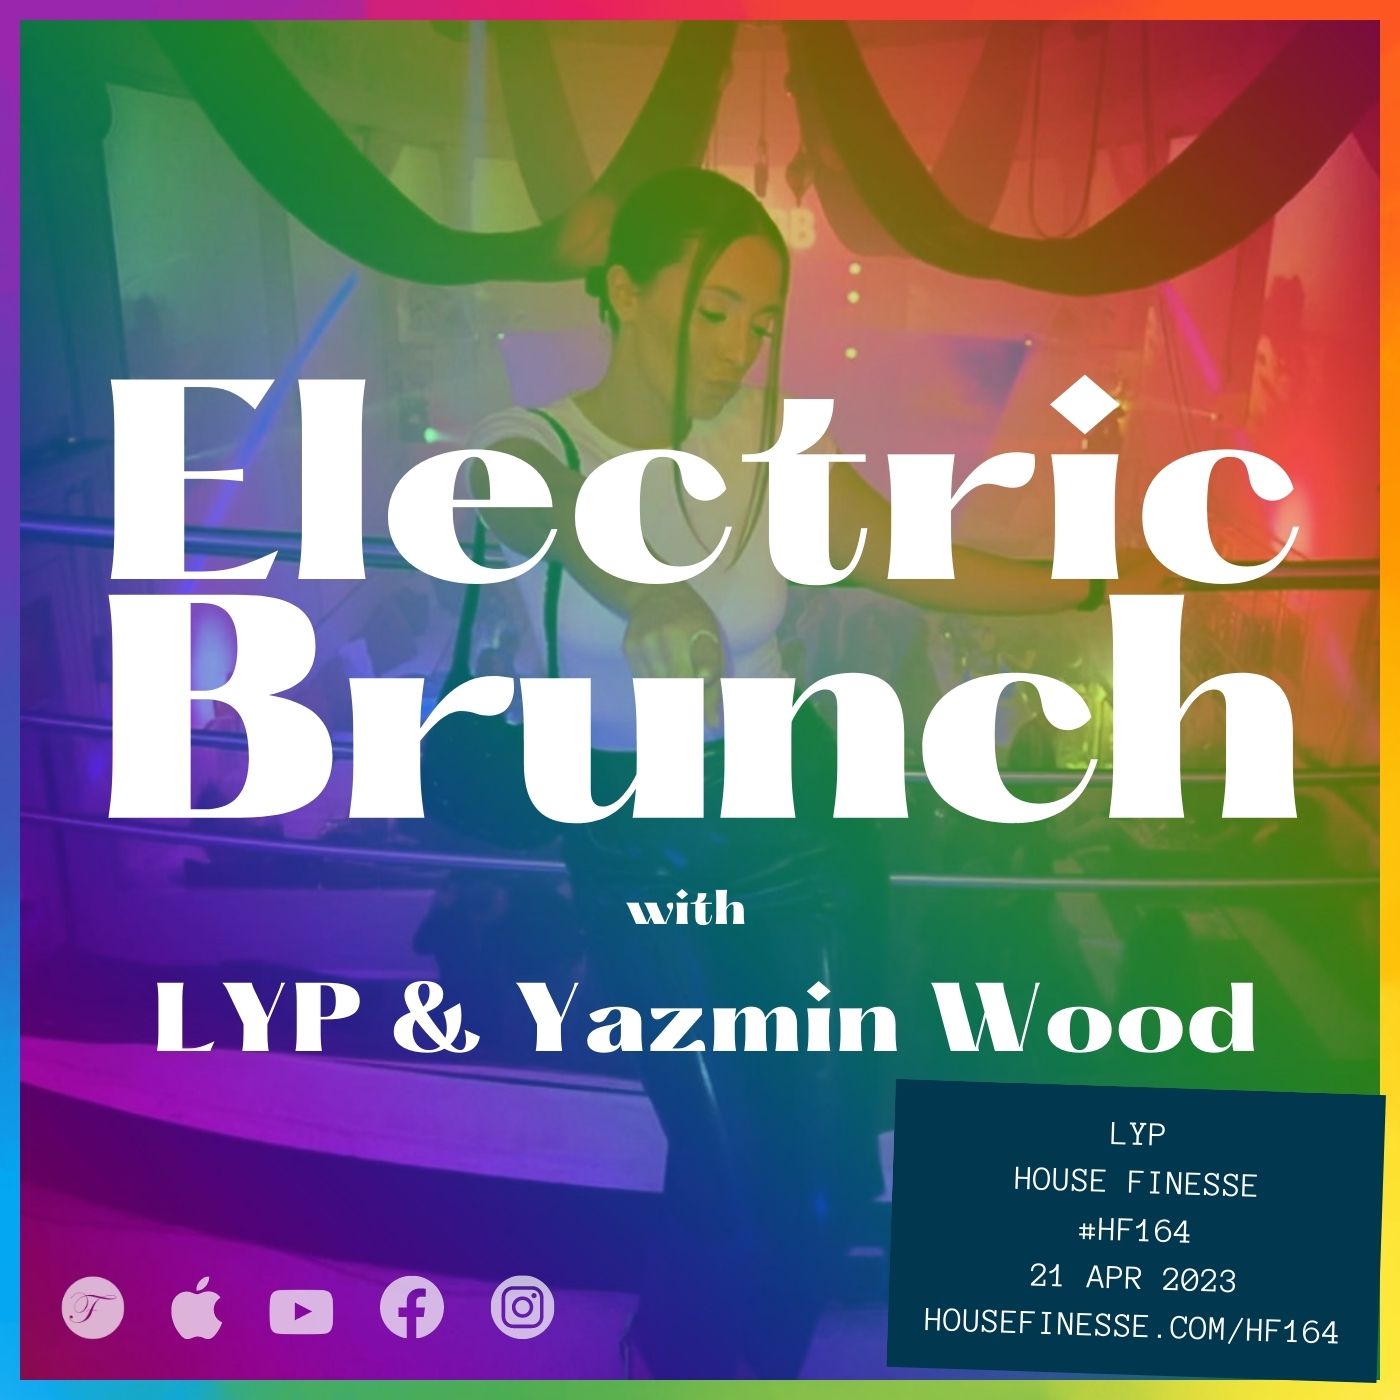 Electric
Brunch
with
LYP & Yazmin Wood
LYP
HOUSE FINESSE
#HF164
21 APR 2023
HOUSEFINESSE.COM/HF164